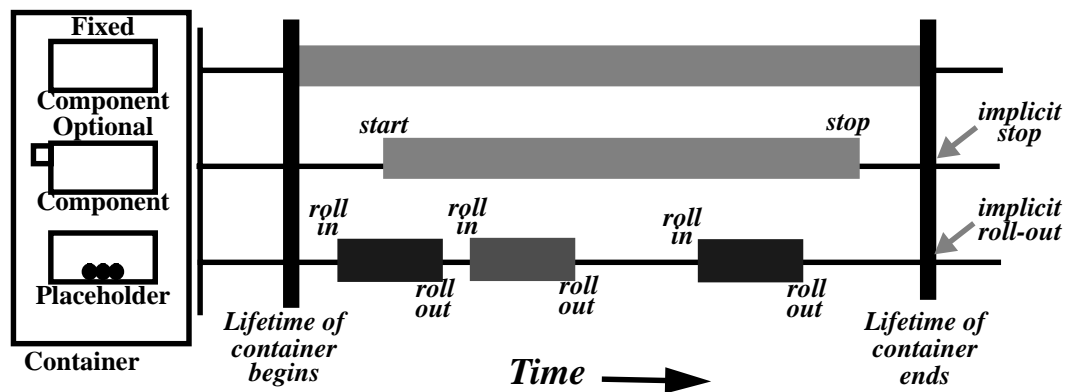 Fixed
Component
Optional
Component
Placeholder
Container
start
stop
implicit
stop
roll
in
roll
in
roll
in
implicit
roll-out
roll
out
roll
out
roll
out
Lifetime of
container
begins
Time
Lifetime of
container
ends